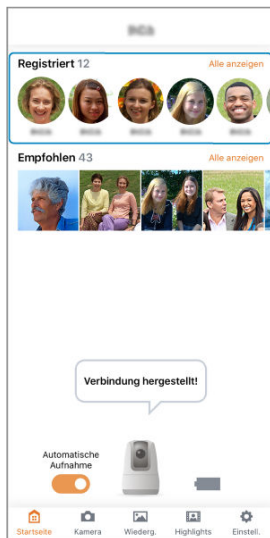 Registriert 12
Alle anzeigen
Empfohlen 43
Alle anzeigen
Verbindung hergestellt!
Automatische
Aufnahme
Startseite
Kamera
Wiederg.
Highlights
Einstell.